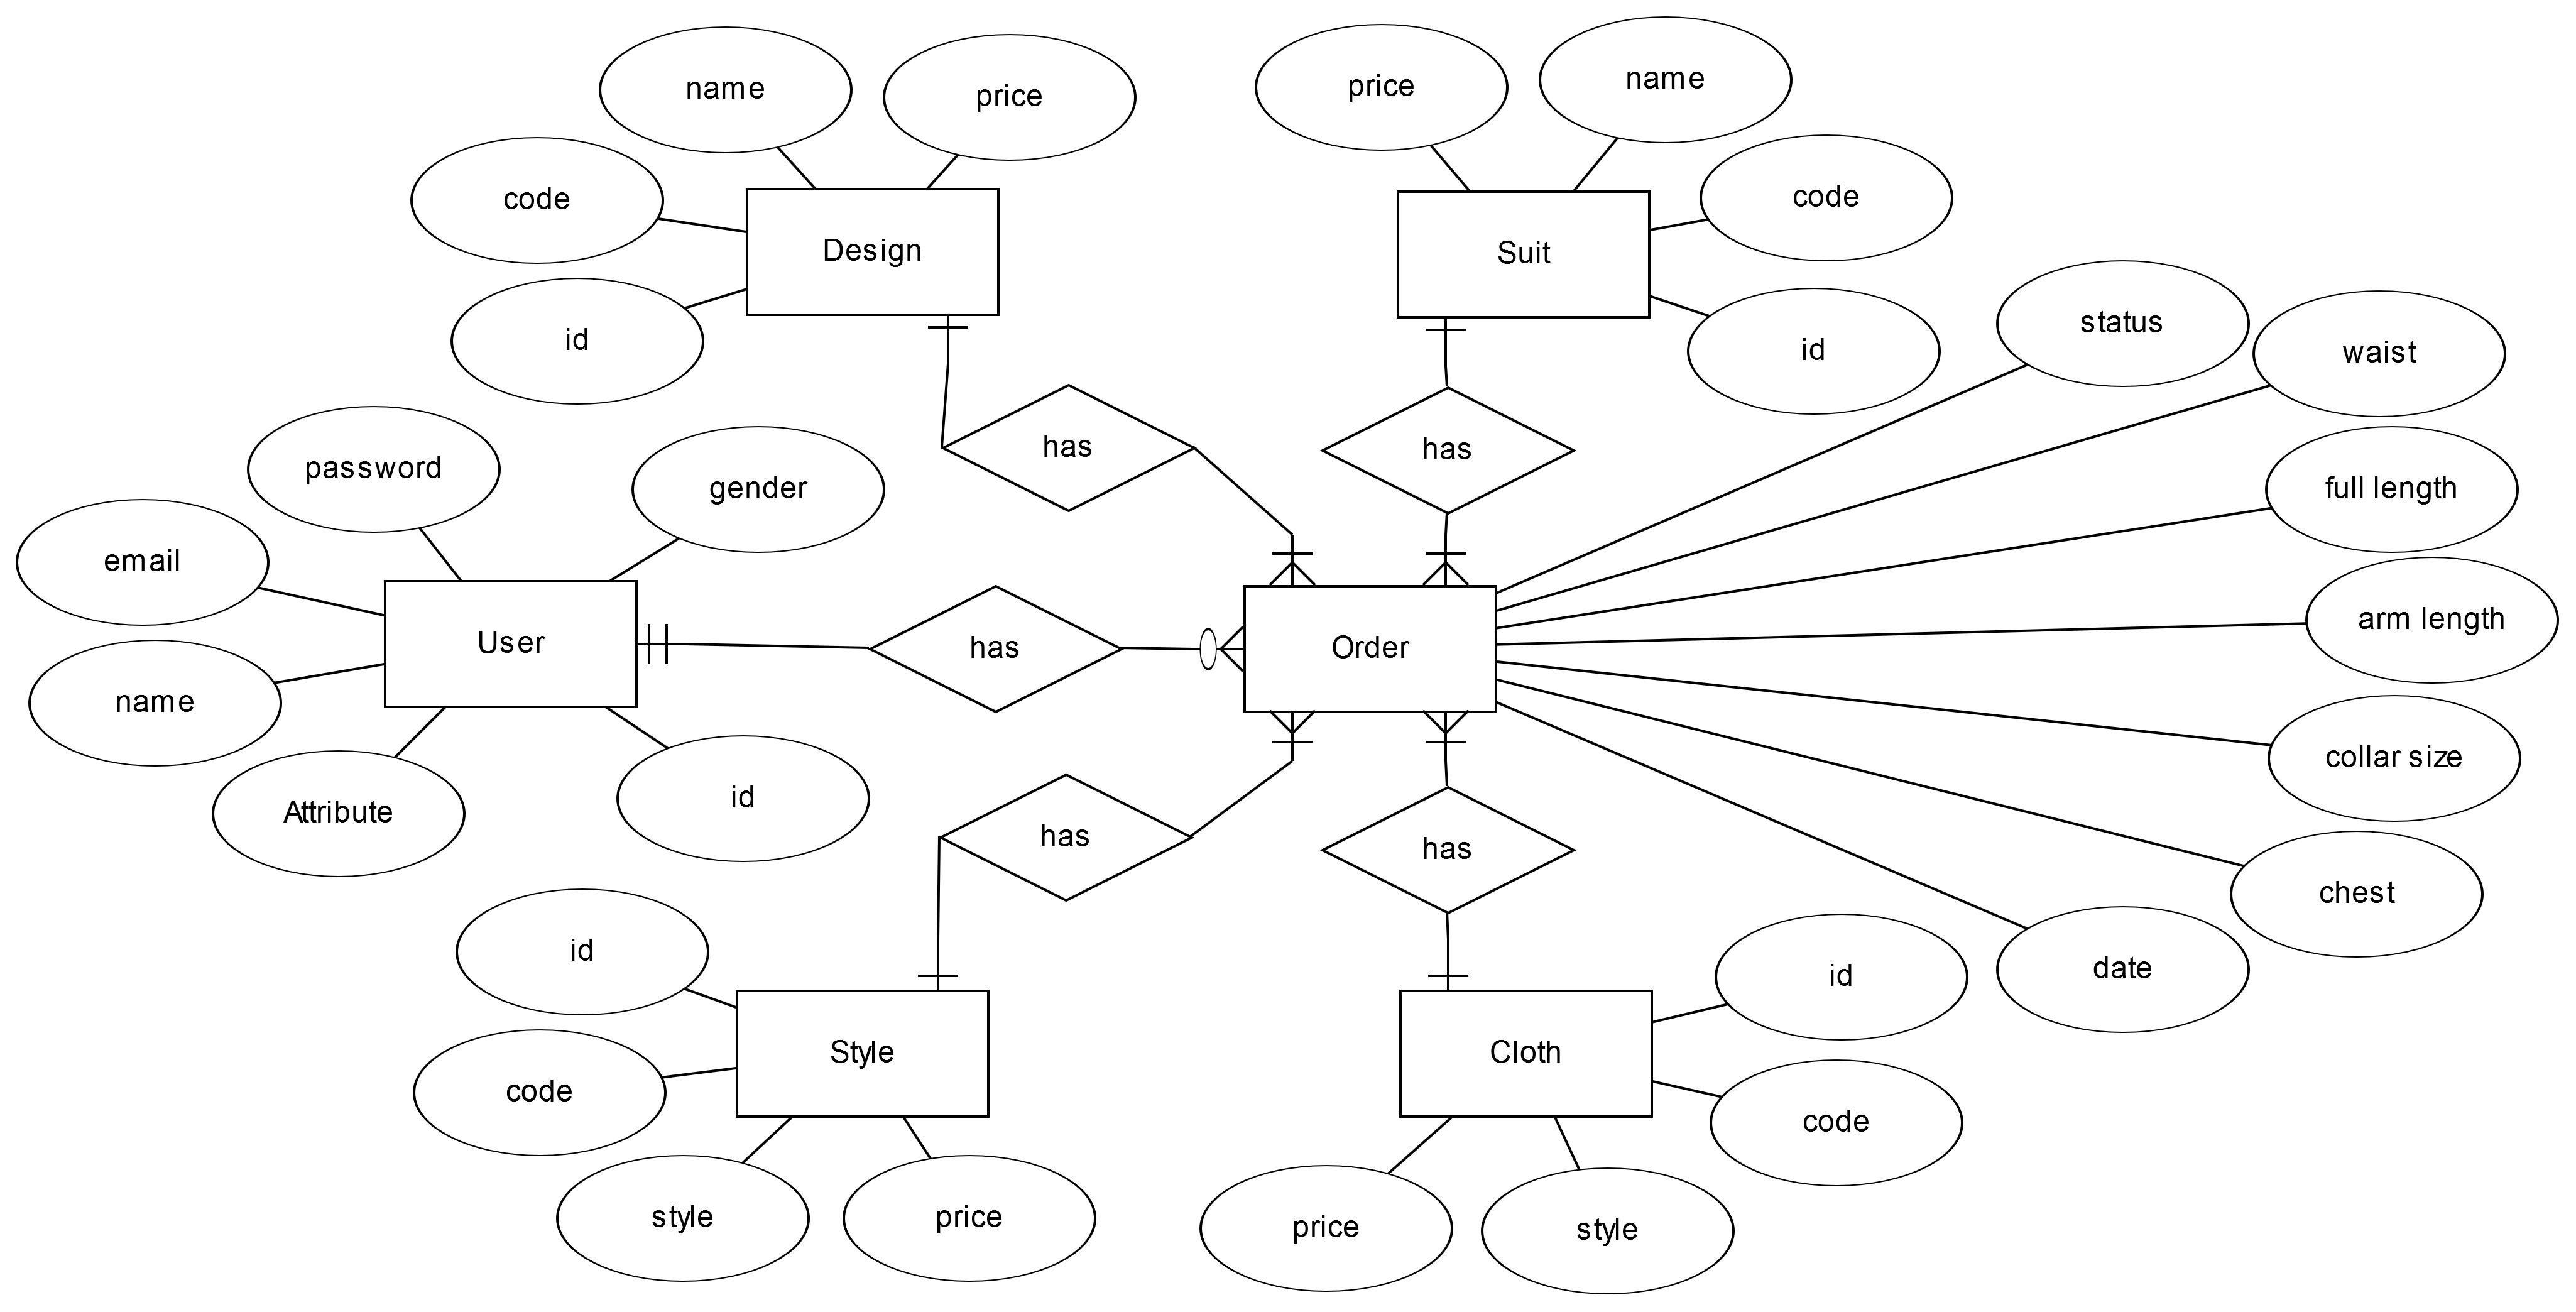 name
price
code
Design
id
price
name
code
Suit
id
has
has
status
waist
full length
arm length
collar size
chest
date
password
gender
email
User
name
Attribute
id
has
Order
has
has
id
code
Style
style
price
id
Cloth
code
price
style